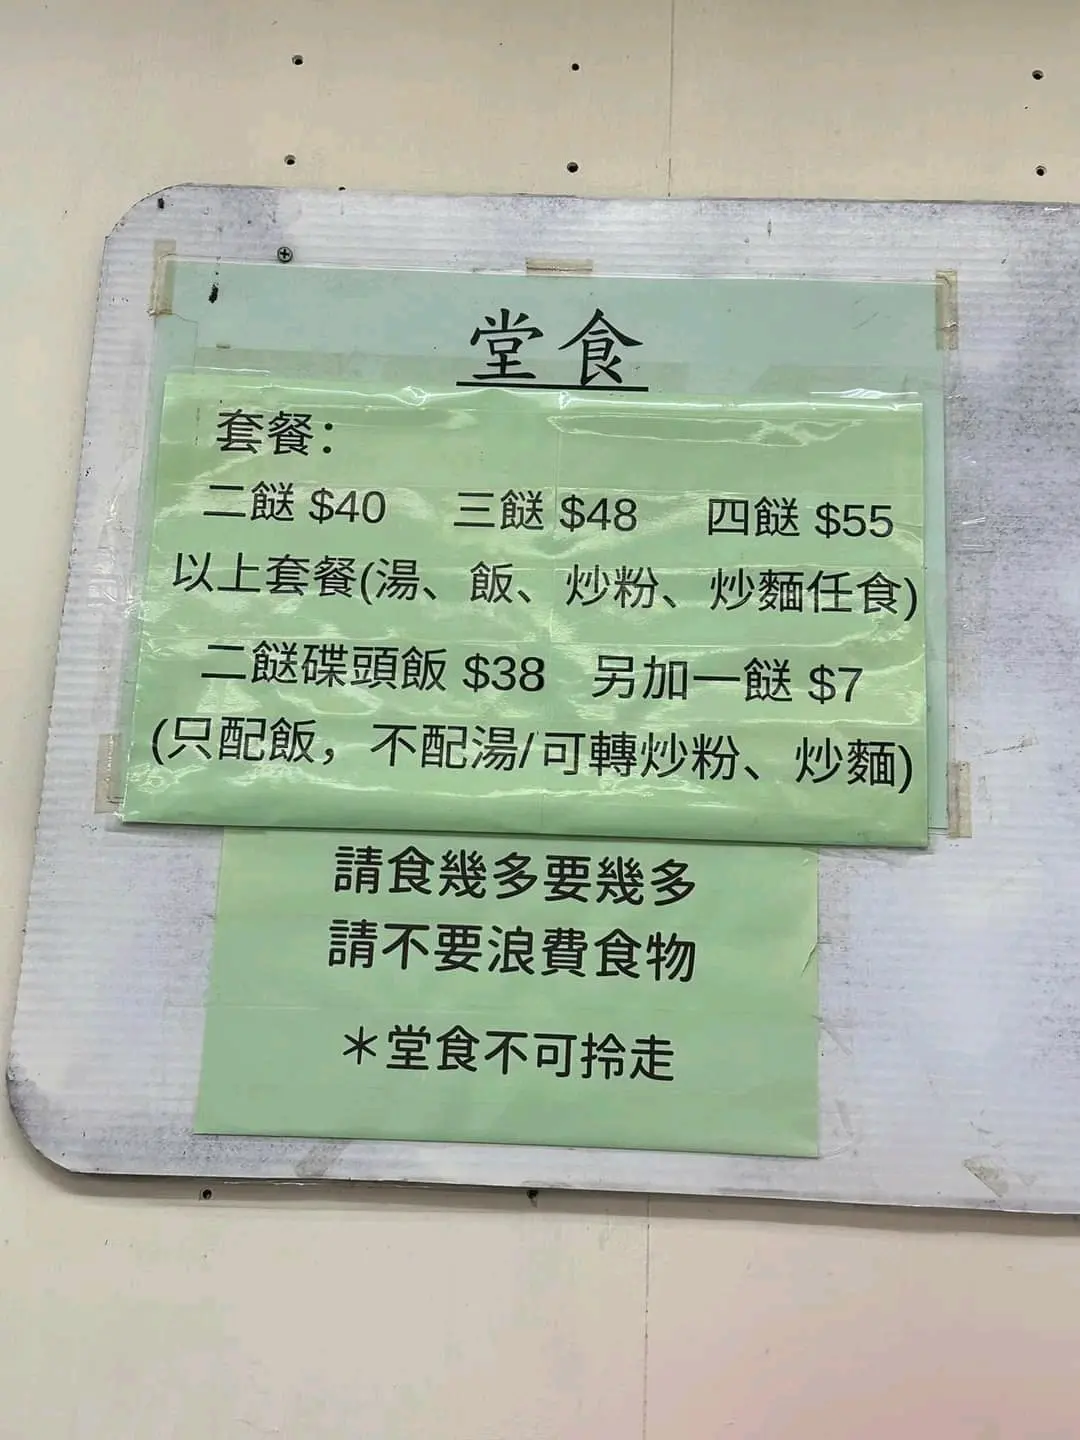 堂食
套餐：
二餸 $40 三餸 $48 四餸 $55
以上套餐(湯、飯、炒粉、炒麵任食)
二餸碟頭飯 $38 另加一餸 $7
(只配飯，不配湯/可轉炒粉、炒麵)
請食幾多要幾多
請不要浪費食物
＊堂食不可拎走